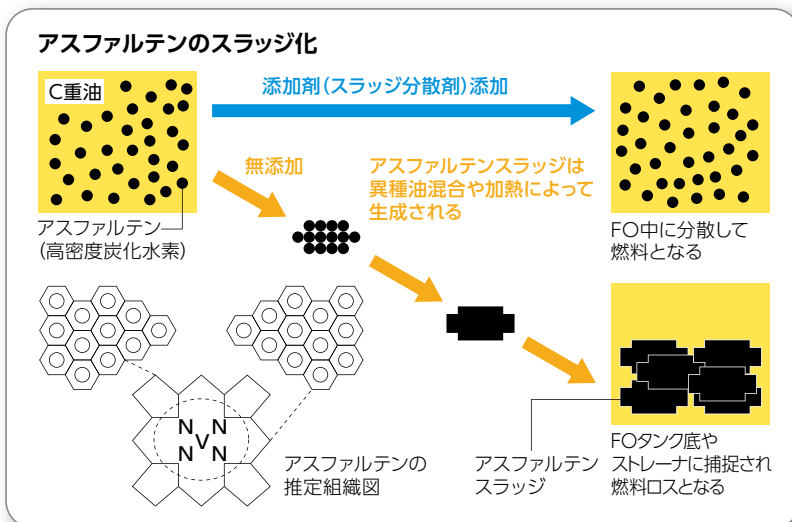 アスファルテンのスラッジ化
C重油
添加剤(スラッジ分散剤)添加
無添加
アスファルテンスラッジは
異種油混合や加熱によって
生成される
アスファルテン
(高密度炭化水素)
FO中に分散して
燃料となる
N N
V
N N
アスファルテンの
推定組織図
アスファルテン
スラッジ
FOタンク底や
ストレーナに捕捉され
燃料ロスとなる